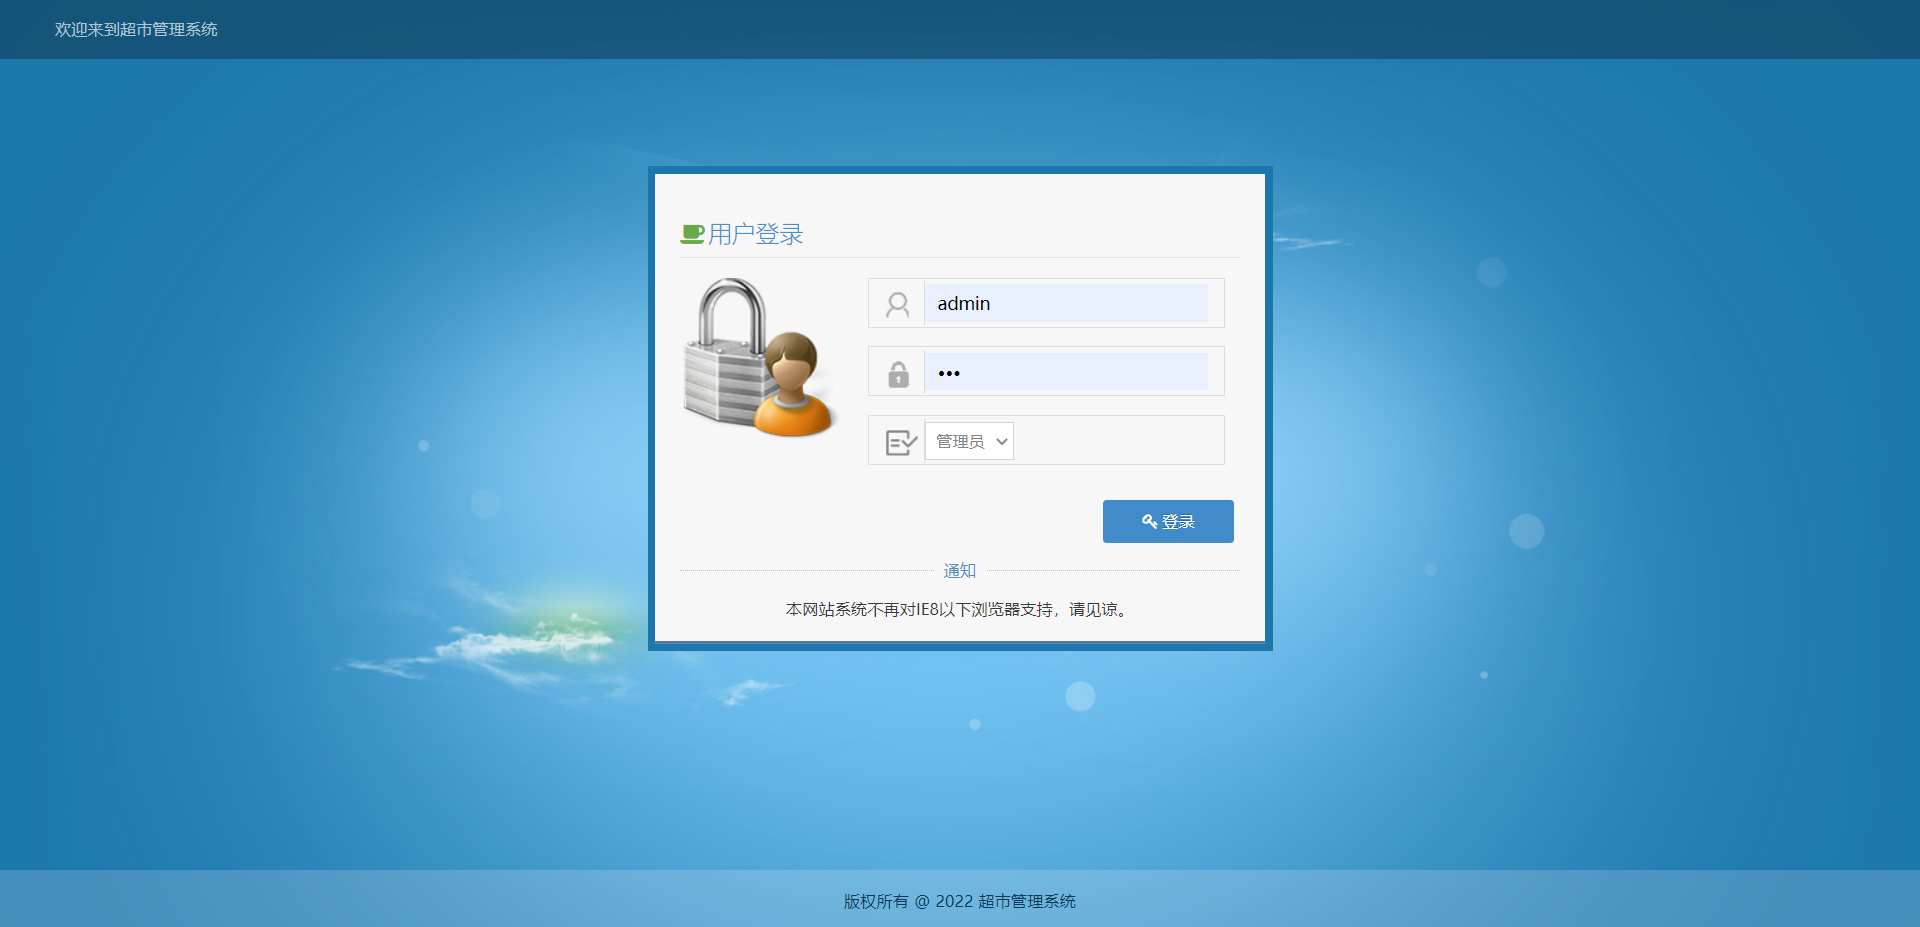 欢迎来到超市管理系统
用户登录
admin
•••
管理员
登录
通知
本网站系统不再对IE8以下浏览器支持，请见谅。
版权所有 @ 2022 超市管理系统